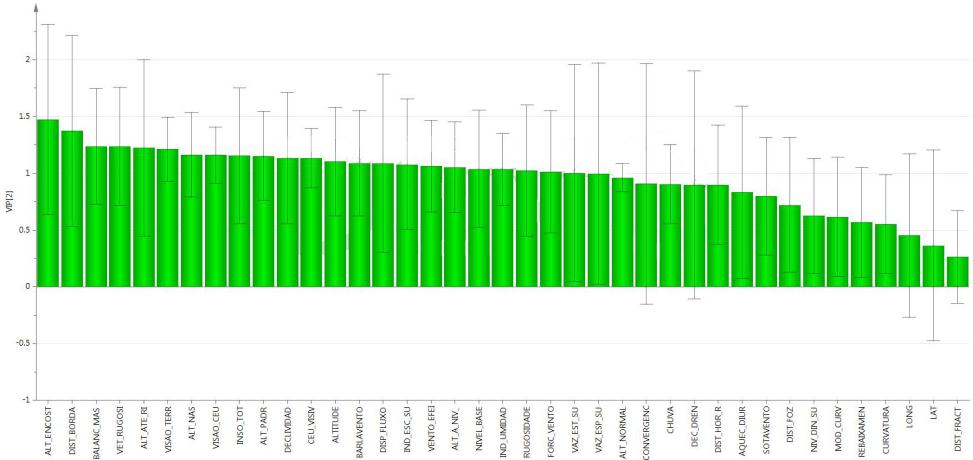 2
1.5
1
0.5
0
-0.5
-1
VIP[2]
ALT_ENCOST
DIST_BORDA
BALANC_MAS
VET_RUGOSI
ALT_ATE_RI
VISAO_TERR
ALT_NAS
VISAO_CEU
INSO_TOT
ALT_PADR
DECLIVIDAD
CEU_VISIV
ALTITUDE
BARLAVENTO
DISP_FLUXO
IND_ESC_SU
VENTO_EFEI
ALT_A_NIV_
NIVEL_BASE
IND_UMIDAD
RUGOSIDADE
FORC_VENTO
VAZ_EST_SU
VAZ_ESP_SU
ALT_NORMAL
CONVERGENC
CHUVA
DEC_DREN
DIST_HOR_R
AQUEC_DIUR
SOTAVENTO
DIST_FOZ
NIV_DIN_SU
MOD_CURV
REBAIXAMEN
CURVATURA
LONG
LAT
DIST_FRACT